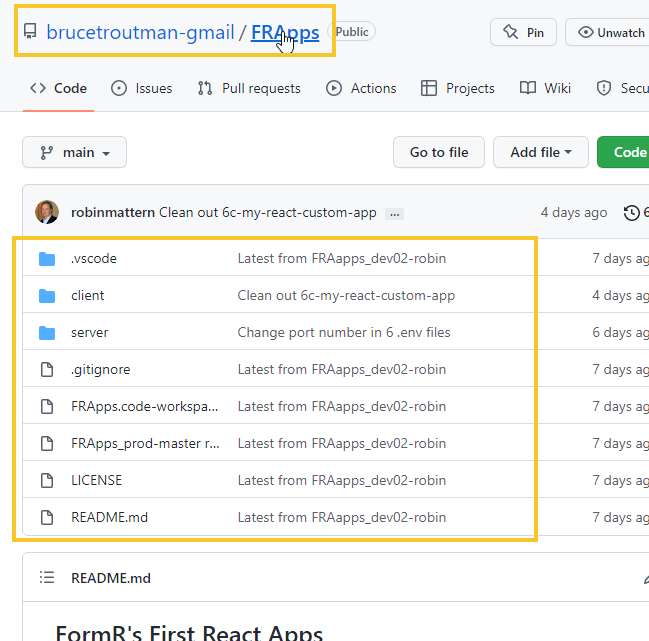 brucetroutman-gmail / FRApps Public Pin Unwatch
Code Issues Pull requests Actions Projects Wiki Secu
main Go to file Add file Code
robinmattern Clean out 6c-my-react-custom-app ... 4 days ago 6
.vscode Latest from FRAapps_dev02-robin 7 days ag
client Clean out 6c-my-react-custom-app 4 days ag
server Change port number in 6 .env files 6 days ag
.gitignore Latest from FRAapps_dev02-robin 7 days ag
FRApps.code-workspa... Latest from FRAapps_dev02-robin 7 days ag
FRApps_prod-master r... Latest from FRAapps_dev02-robin 7 days ag
LICENSE Latest from FRAapps_dev02-robin 7 days ag
README.md Latest from FRAapps_dev02-robin 7 days ag
README.md
FormR's First React Apps